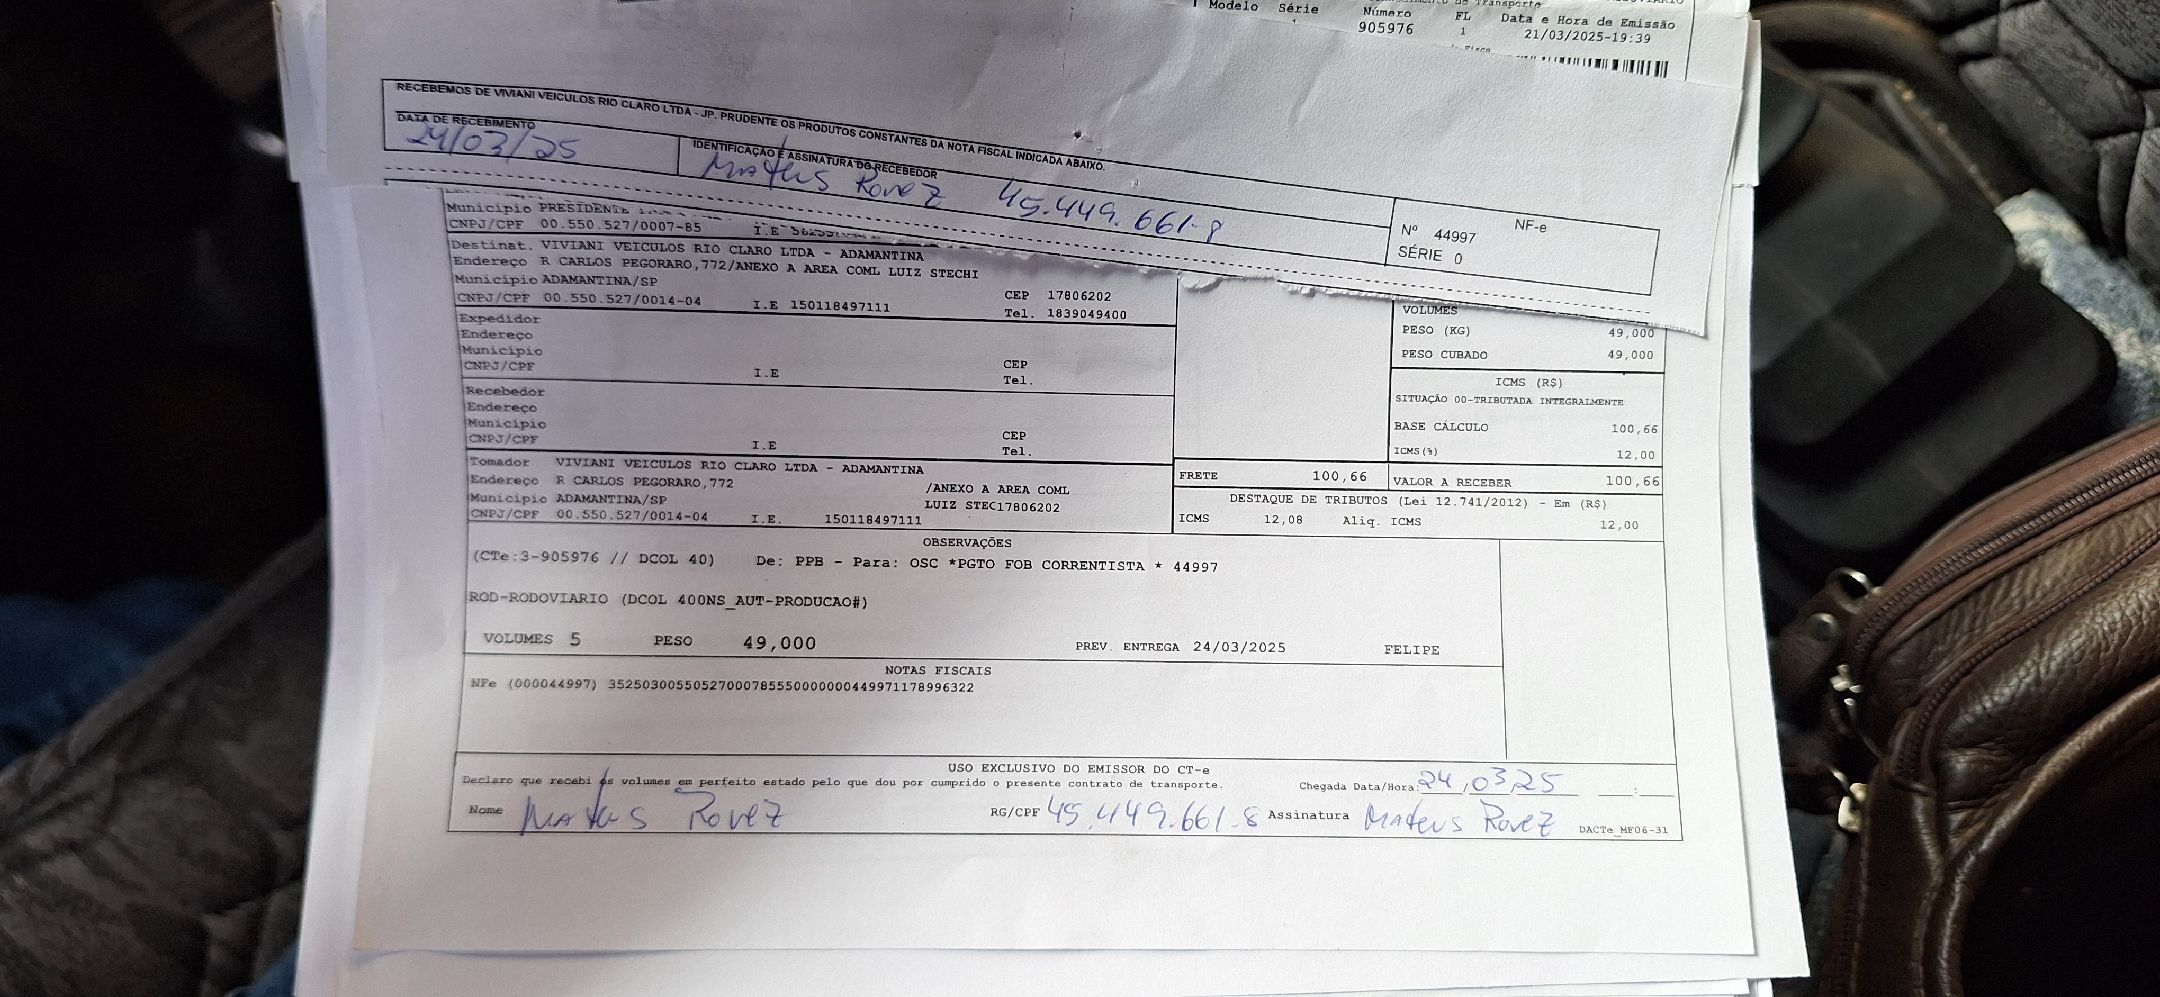 Modelo Série Número FL Data e Hora de Emissão
1 905976 1 21/03/2025-19:39
RECEBEMOS DE VIVIANI VEICULOS RIO CLARO LTDA - JP. PRUDENTE OS PRODUTOS CONSTANTES DA NOTA FISCAL INDICADA ABAIXO.
DATA DE RECEBIMENTO IDENTIFICAÇÃO E ASSINATURA DO RECEBEDOR
24/03/25 Mateus Rovez 45.449.661-8
NF-e
Nº 44997
SÉRIE 0
Município PRESIDENTE
CNPJ/CPF 00.550.527/0007-85 I.E
Destinat. VIVIANI VEICULOS RIO CLARO LTDA - ADAMANTINA
Endereço R CARLOS PEGORARO,772/ANEXO A AREA COML LUIZ STECHI
Município ADAMANTINA/SP CEP 17806202
CNPJ/CPF 00.550.527/0014-04 I.E 150118497111 Tel. 1839049400
Expedidor
Endereço
Município CEP
CNPJ/CPF I.E Tel.
Recebedor
Endereço
Município CEP
CNPJ/CPF I.E Tel.
Tomador VIVIANI VEICULOS RIO CLARO LTDA - ADAMANTINA
Endereço R CARLOS PEGORARO,772 /ANEXO A AREA COML
Município ADAMANTINA/SP LUIZ STEC17806202
CNPJ/CPF 00.550.527/0014-04 I.E. 150118497111
VOLUMES
PESO (KG) 49,000
PESO CUBADO 49,000
ICMS (R$)
SITUAÇÃO 00-TRIBUTADA INTEGRALMENTE
BASE CÁLCULO 100,66
ICMS(%) 12,00
FRETE 100,66 VALOR A RECEBER 100,66
DESTAQUE DE TRIBUTOS (Lei 12.741/2012) - Em (R$)
ICMS 12,08 Aliq. ICMS 12,00
OBSERVAÇÕES
(CTe:3-905976 // DCOL 40) De: PPB - Para: OSC *PGTO FOB CORRENTISTA * 44997
ROD-RODOVIARIO (DCOL 400NS_AUT-PRODUCAO#)
VOLUMES 5 PESO 49,000 PREV. ENTREGA 24/03/2025 FELIPE
NOTAS FISCAIS
NFe (000044997) 35250300550527000785550000000449971178996322
USO EXCLUSIVO DO EMISSOR DO CT-e
Declaro que recebi os volumes em perfeito estado pelo que dou por cumprido o presente contrato de transporte. Chegada Data/Hora: 24,03,25 __:__
Nome Mateus Rovez RG/CPF 45.449.661-8 Assinatura Mateus Rovez DACTe_MF06-31